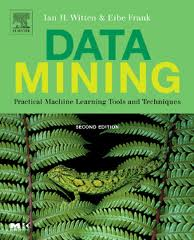 Ian H. Witten & Eibe Frank
DATA
MINING
Practical Machine Learning Tools and Techniques
SECOND EDITION